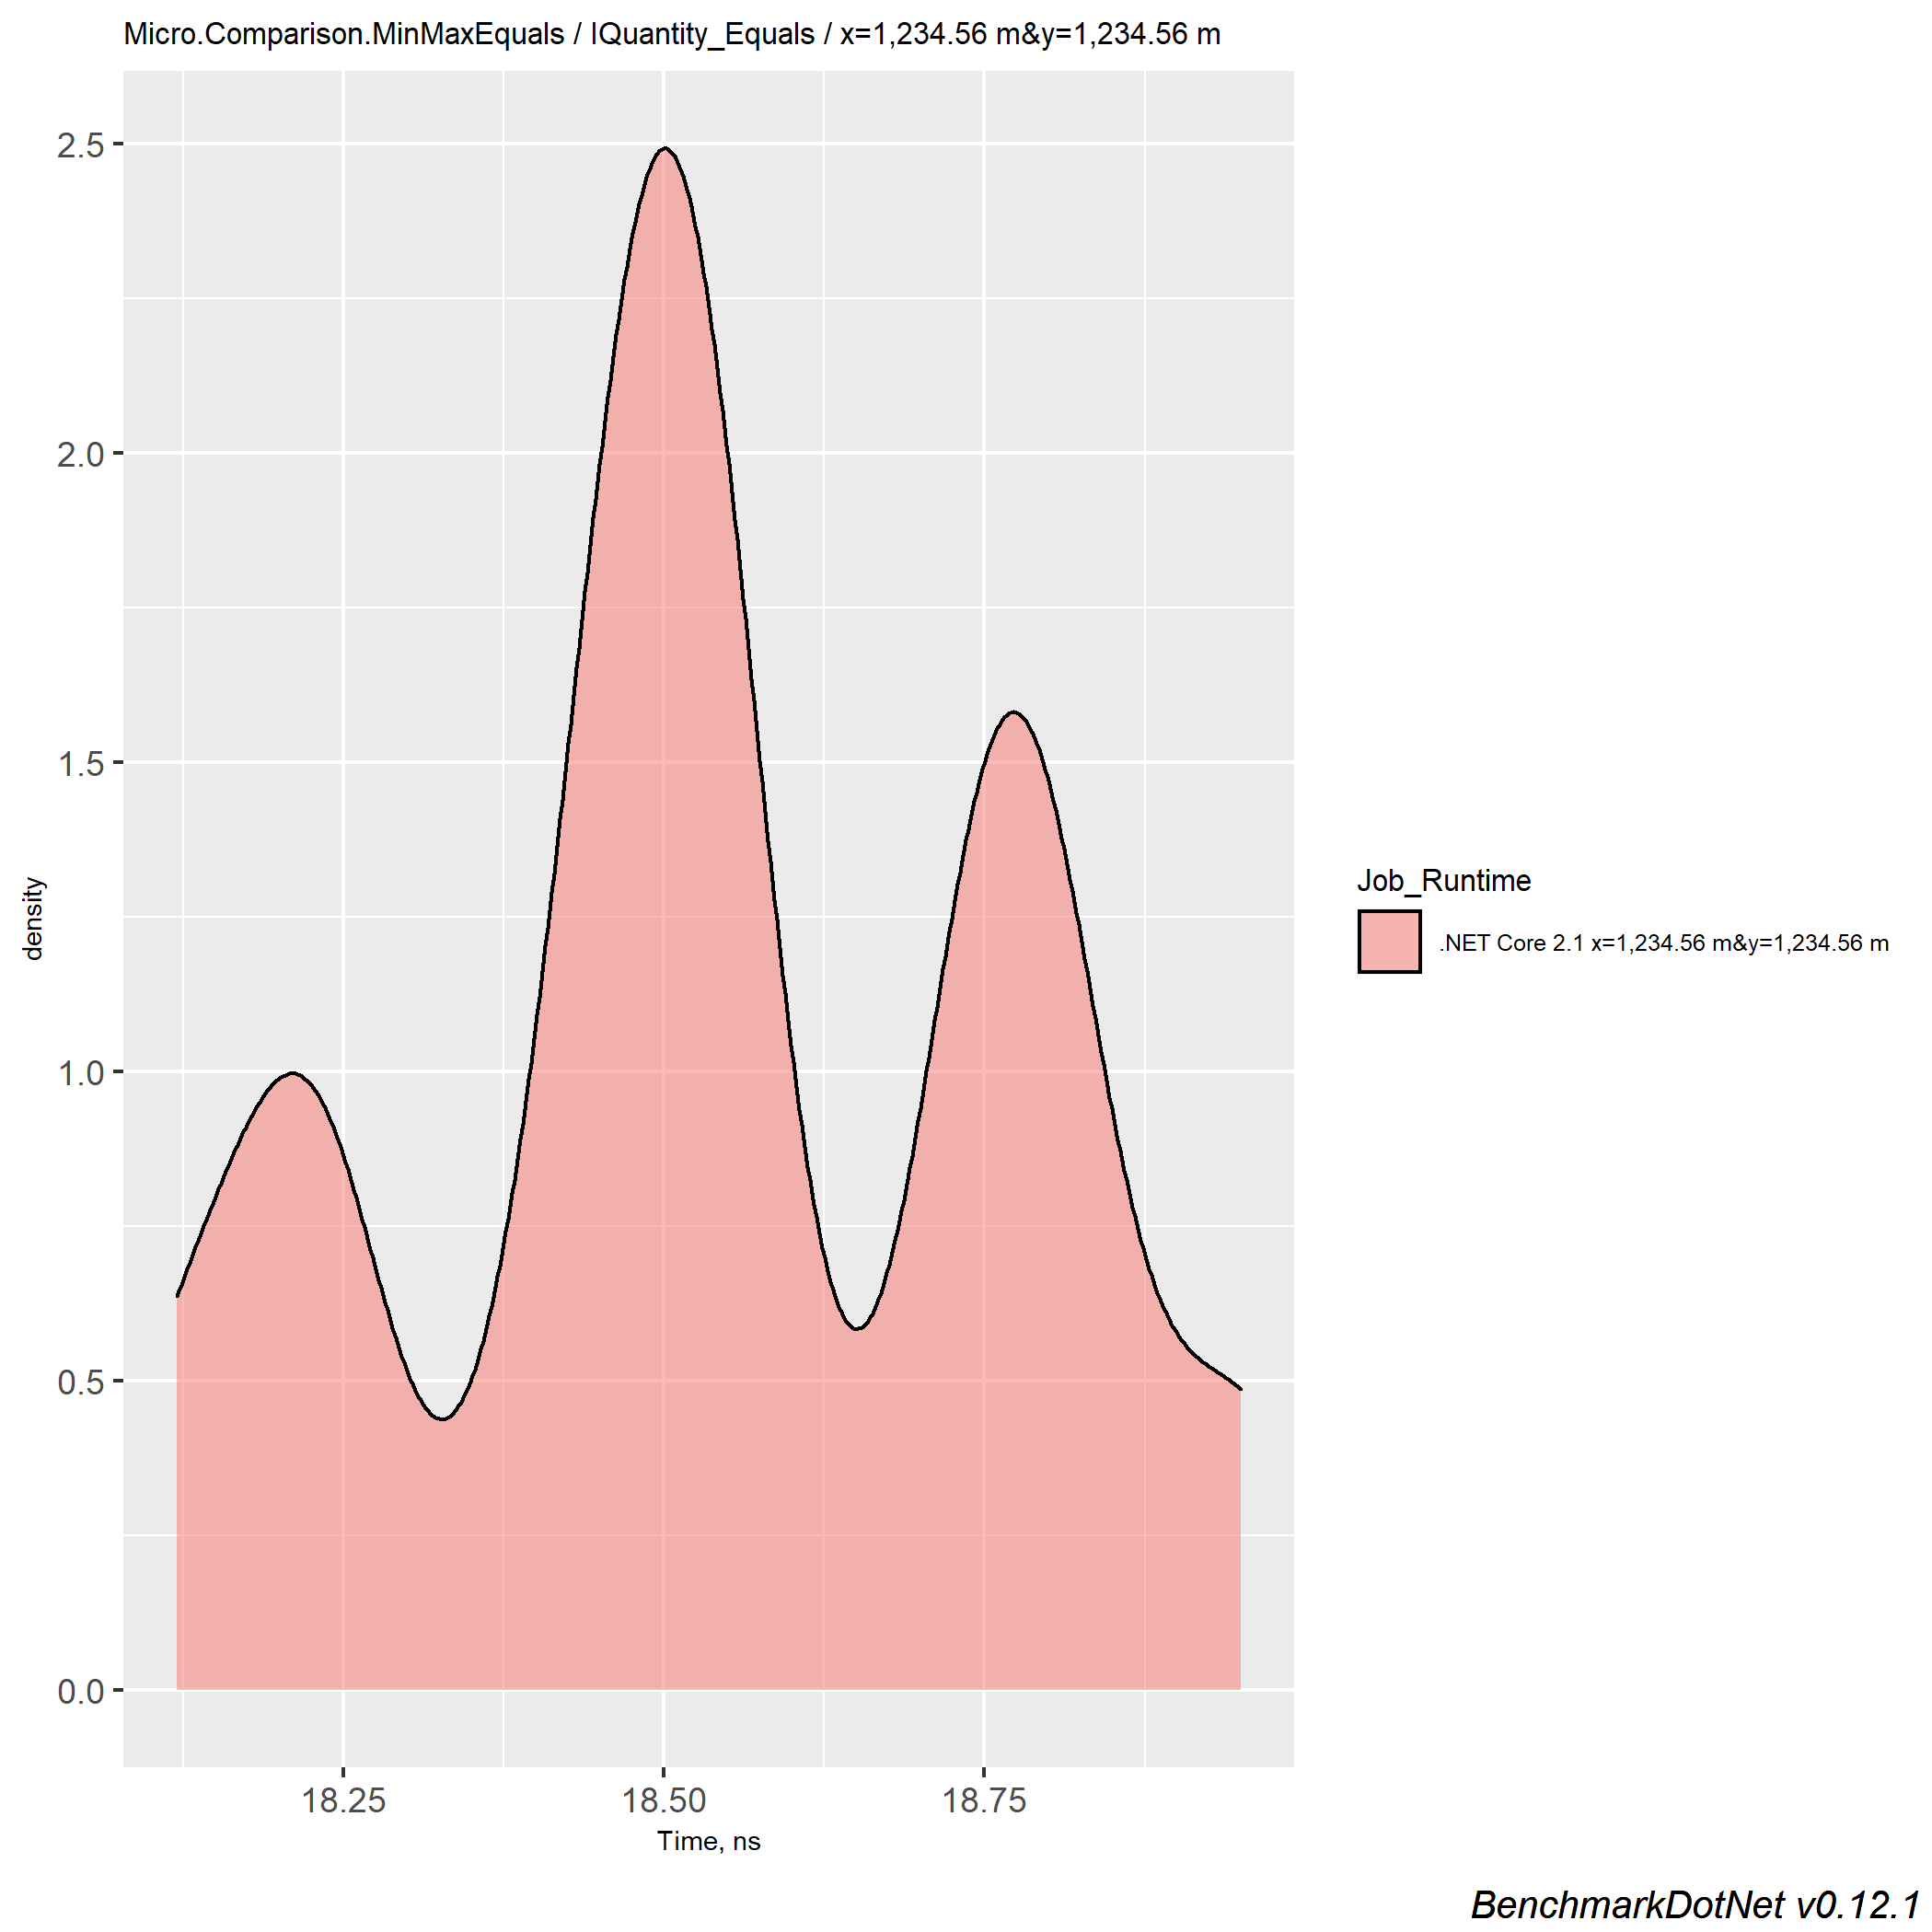 Micro.Comparison.MinMaxEquals / IQuantity_Equals / x=1,234.56 m&y=1,234.56 m
2.5
2.0
1.5
1.0
0.5
0.0
density
18.25 18.50 18.75
Time, ns
Job_Runtime
.NET Core 2.1 x=1,234.56 m&y=1,234.56 m
BenchmarkDotNet v0.12.1